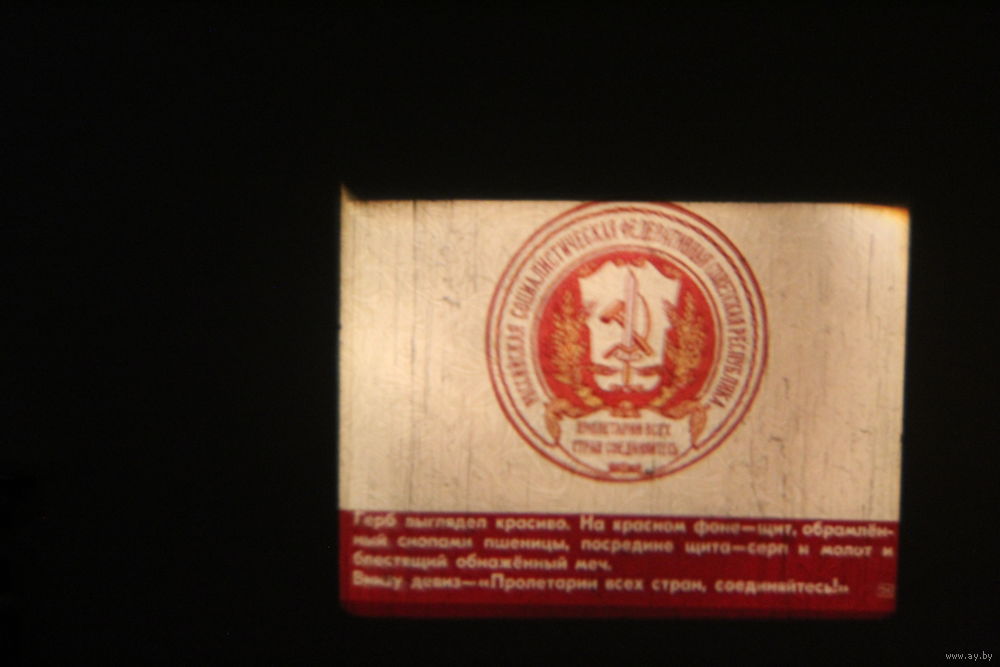 РОССИЙСКАЯ СОЦИАЛИСТИЧЕСКАЯ ФЕДЕРАТИВНАЯ СОВЕТСКАЯ РЕСПУБЛИКА
ПРОЛЕТАРИИ ВСЕХ
СТРАН СОЕДИНЯЙТЕСЬ
Герб выглядел красиво. На красном фоне—щит, обрамлён-
ный снопами пшеницы, посредине щита—серп и молот и
блестящий обнажённый меч.
Внизу девиз—«Пролетарии всех стран, соединяйтесь!»
www.ay.by